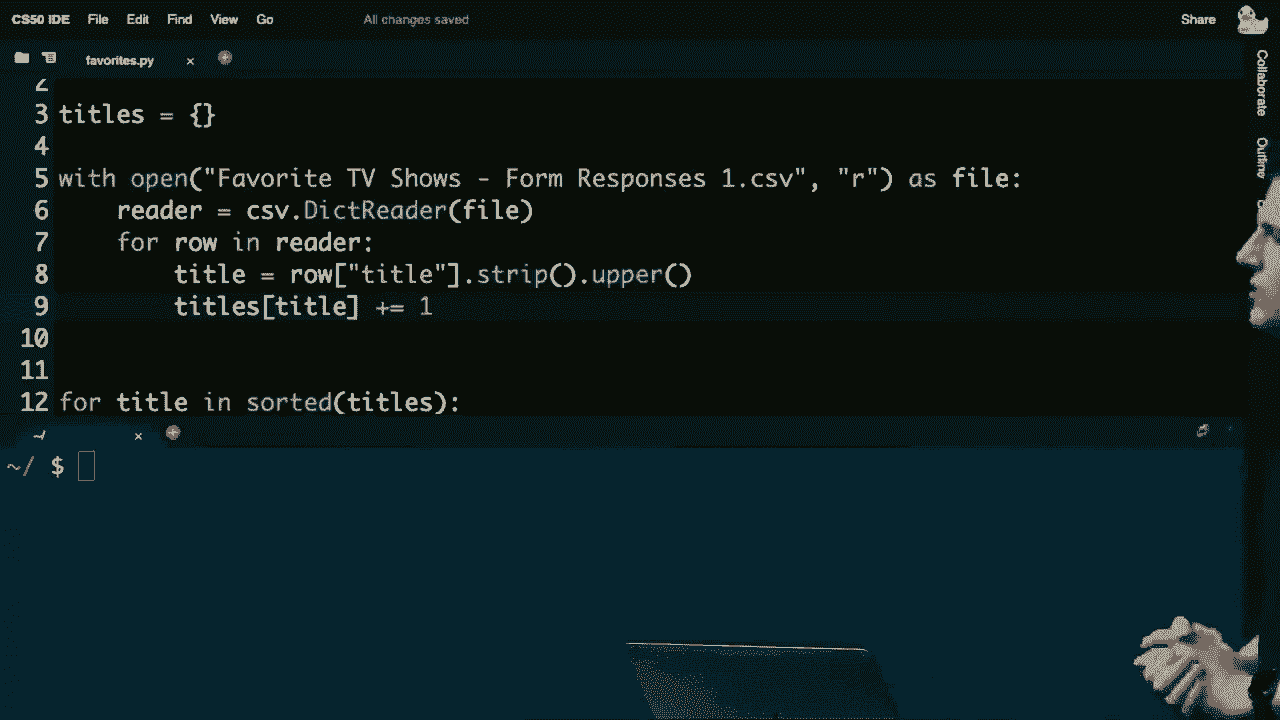 CS50 IDE File Edit Find View Go All changes saved Share
favorites.py ×
2
3 titles = {}
4
5 with open("Favorite TV Shows - Form Responses 1.csv", "r") as file:
6 reader = csv.DictReader(file)
7 for row in reader:
8 title = row["title"].strip().upper()
9 titles[title] += 1
10
11
12 for title in sorted(titles):
~/ ×
~/ $
Collaborate
Outline